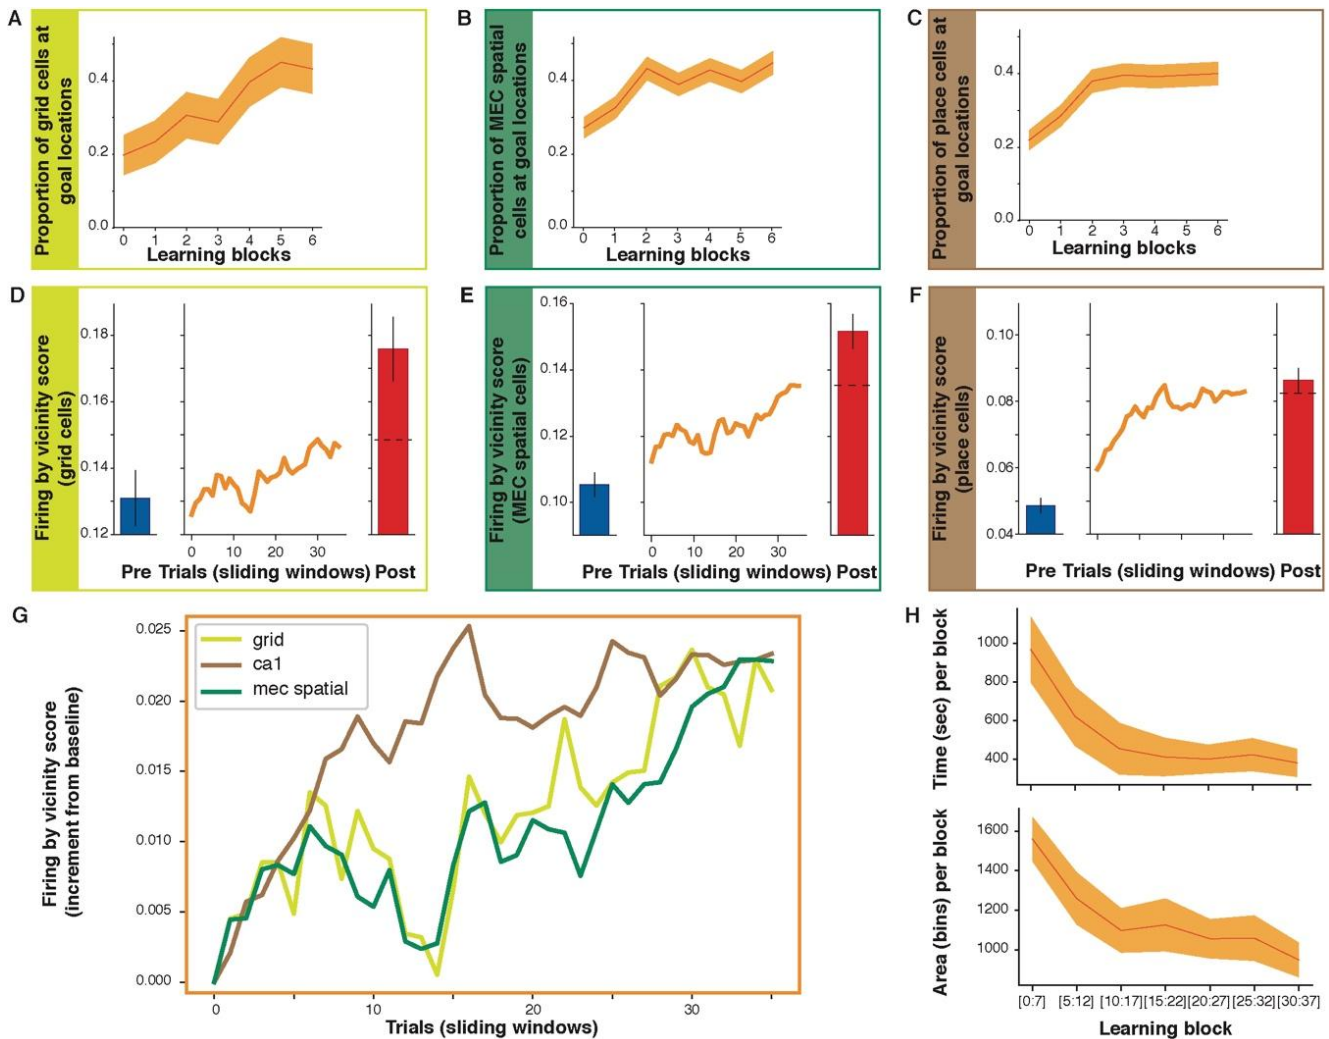 A
Proportion of grid cells at
goal locations
0.4
0.2
0.0
0 1 2 3 4 5 6
Learning blocks
B
Proportion of MEC spatial
cells at goal locations
0.4
0.2
0.0
0 1 2 3 4 5 6
Learning blocks
C
Proportion of place cells at
goal locations
0.4
0.2
0.0
0 1 2 3 4 5 6
Learning blocks
D
Firing by vicinity score
(grid cells)
0.18
0.16
0.14
0.12
0 10 20 30
Pre Trials (sliding windows) Post
E
Firing by vicinity score
(MEC spatial cells)
0.16
0.14
0.12
0.10
0 10 20 30
Pre Trials (sliding windows) Post
F
Firing by vicinity score
(place cells)
0.10
0.08
0.06
0.04
Pre Trials (sliding windows) Post
G
Firing by vicinity score
(increment from baseline)
0.025
0.020
0.015
0.010
0.005
0.000
grid
ca1
mec spatial
0 10 20 30
Trials (sliding windows)
H
Time (sec) per block
1000
800
600
400
Area (bins) per block
1600
1400
1200
1000
[0:7] [5:12] [10:17] [15:22] [20:27] [25:32] [30:37]
Learning block